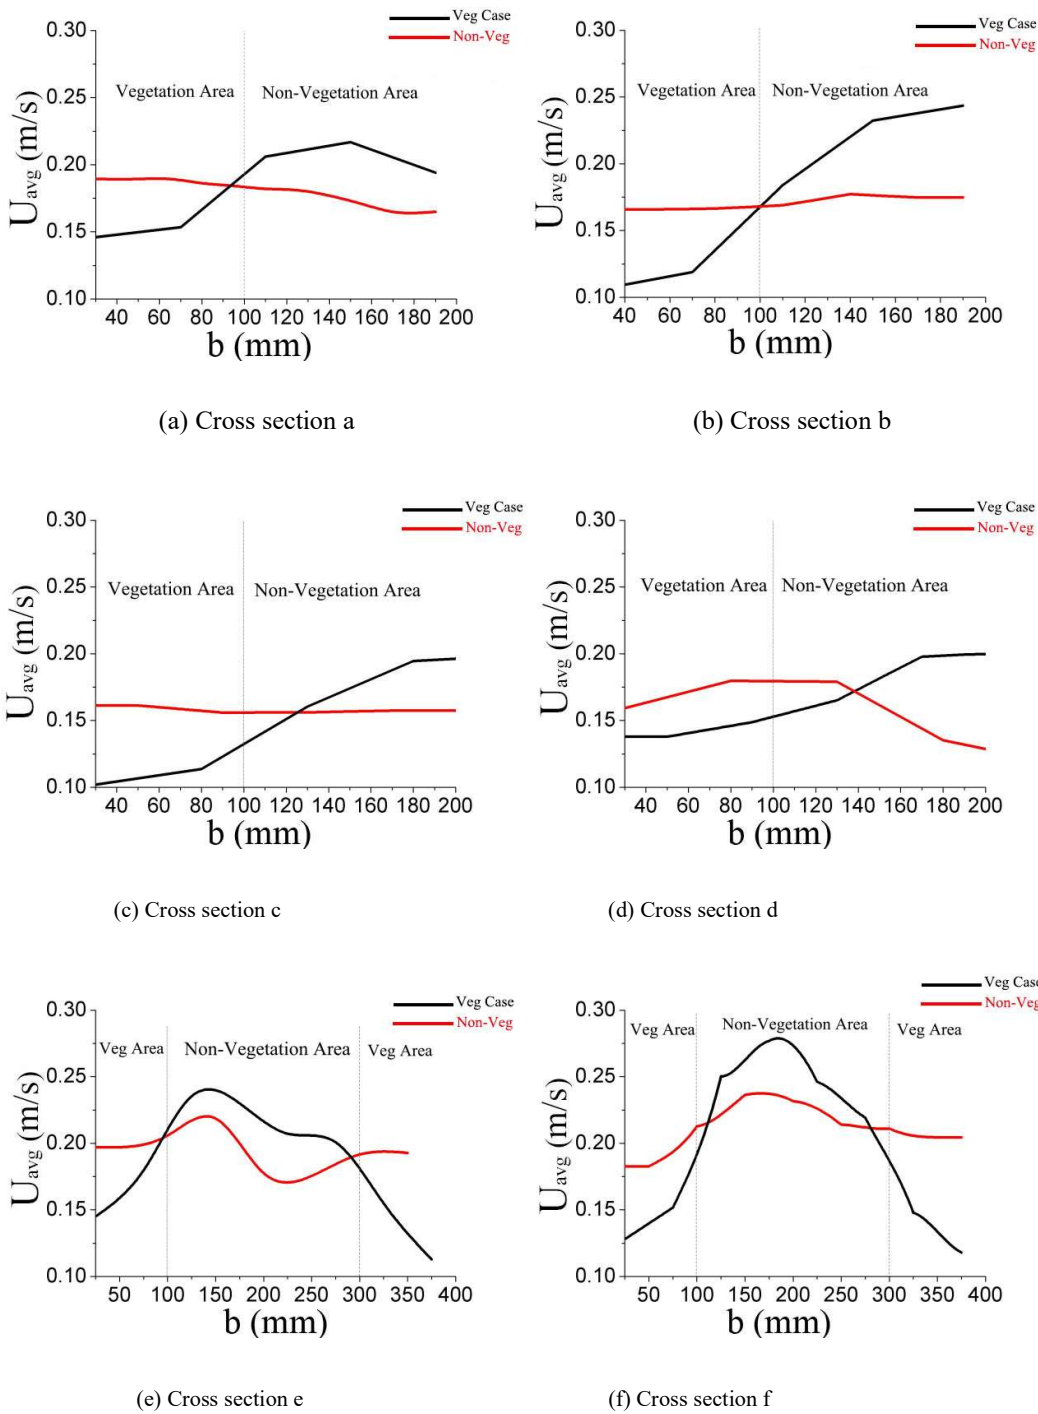 Veg Case
Non-Veg
0.30
0.25
0.20
0.15
0.10
Vegetation Area
Non-Vegetation Area
U_avg (m/s)
40 60 80 100 120 140 160 180 200
b (mm)
(a) Cross section a
Veg Case
Non-Veg
0.30
0.25
0.20
0.15
0.10
Vegetation Area
Non-Vegetation Area
U_avg (m/s)
40 60 80 100 120 140 160 180 200
b (mm)
(b) Cross section b
Veg Case
Non-Veg
0.30
0.25
0.20
0.15
0.10
Vegetation Area
Non-Vegetation Area
U_avg (m/s)
40 60 80 100 120 140 160 180 200
b (mm)
(c) Cross section c
Veg Case
Non-Veg
0.30
0.25
0.20
0.15
0.10
Vegetation Area
Non-Vegetation Area
U_avg (m/s)
40 60 80 100 120 140 160 180 200
b (mm)
(d) Cross section d
Veg Case
Non-Veg
0.30
0.25
0.20
0.15
0.10
Veg Area
Non-Vegetation Area
Veg Area
U_avg (m/s)
50 100 150 200 250 300 350 400
b (mm)
(e) Cross section e
Veg Case
Non-Veg
0.30
0.25
0.20
0.15
0.10
Veg Area
Non-Vegetation Area
Veg Area
U_avg (m/s)
50 100 150 200 250 300 350 400
b (mm)
(f) Cross section f